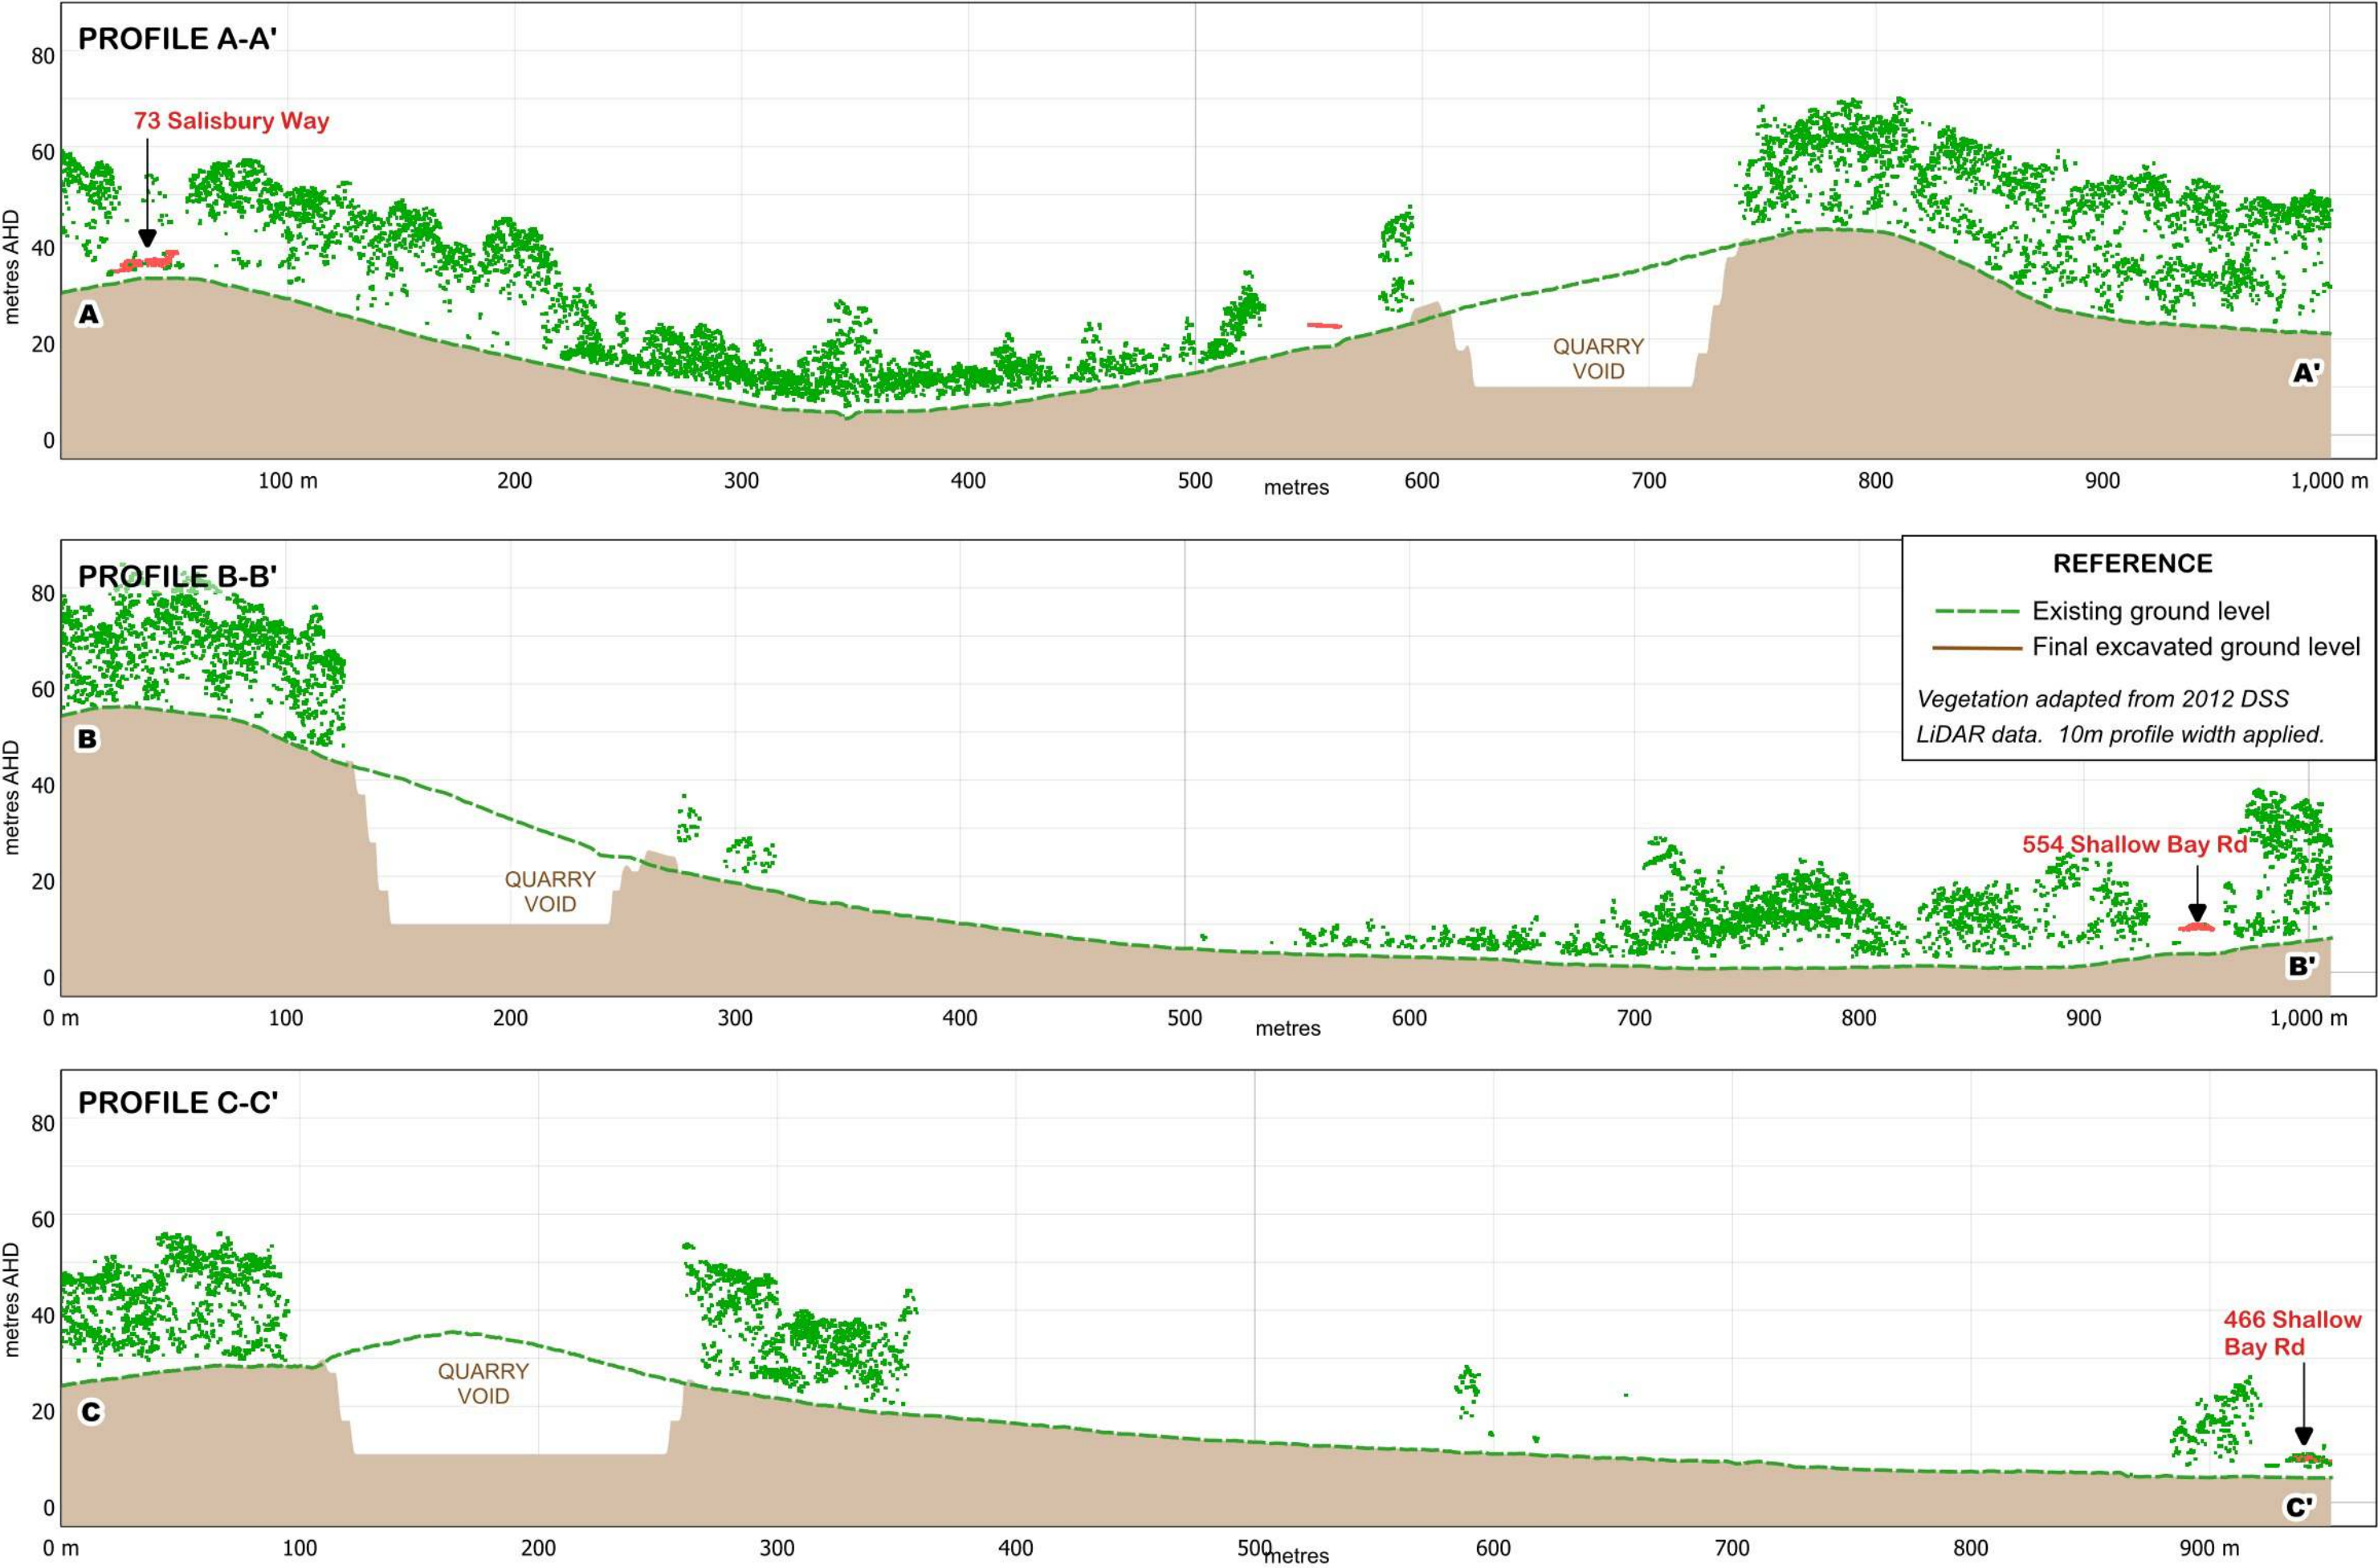 PROFILE A-A'
80
73 Salisbury Way
60
40
20
0
metres AHD
A
QUARRY
VOID
A'
100 m
200
300
400
500
metres
600
700
800
900
1,000 m
PROFILE B-B'
80
60
40
20
0
metres AHD
B
QUARRY
VOID
REFERENCE
Existing ground level
Final excavated ground level
Vegetation adapted from 2012 DSS
LiDAR data. 10m profile width applied.
554 Shallow Bay Rd
B'
0 m
100
200
300
400
500
metres
600
700
800
900
1,000 m
PROFILE C-C'
80
60
40
20
0
metres AHD
C
QUARRY
VOID
466 Shallow
Bay Rd
C'
0 m
100
200
300
400
500
metres
600
700
800
900 m